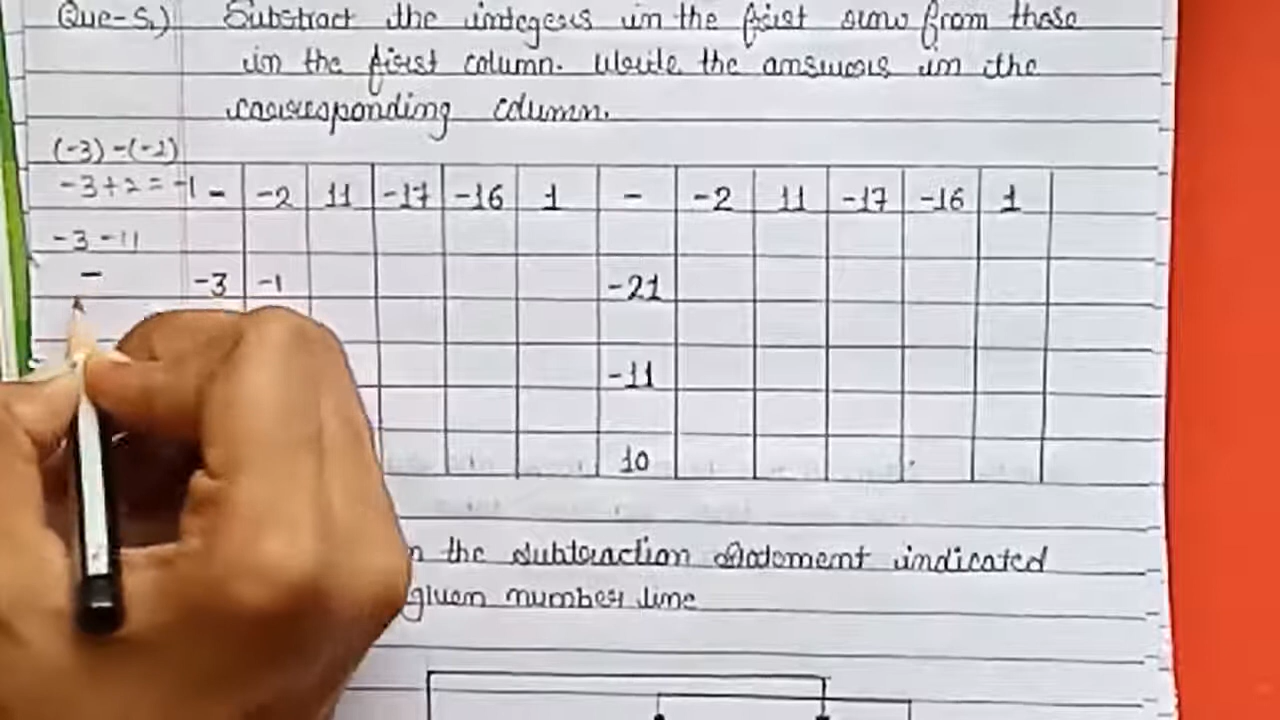 Que-5.) Substract the integers in the first row from those
in the first column. Write the answers in the
corresponding column.
(-3)-(-2)
-3+2=-1
- -2 11 -17 -16 1 - -2 11 -17 -16 1
-3-11
-
-3 -1 -21
-11
10
the subtraction statement indicated
given number line